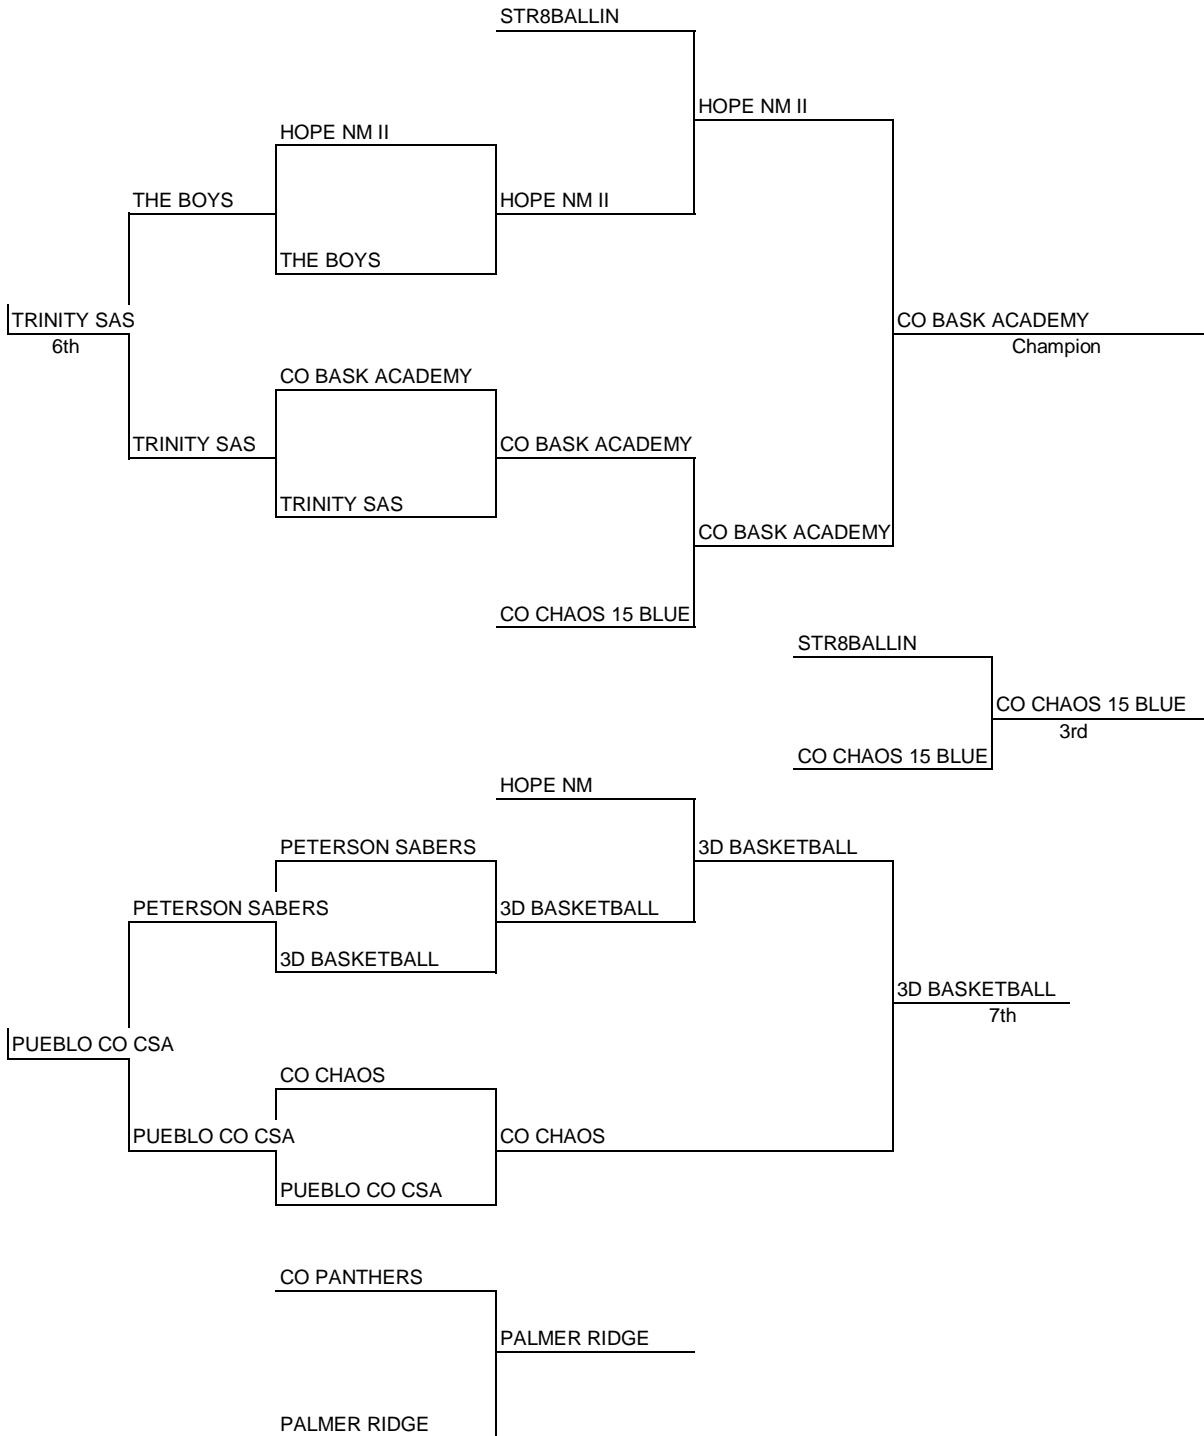 STR8BALLIN
HOPE NM II
HOPE NM II
THE BOYS
HOPE NM II
THE BOYS
TRINITY SAS
CO BASK ACADEMY
6th
Champion
CO BASK ACADEMY
TRINITY SAS
CO BASK ACADEMY
TRINITY SAS
CO BASK ACADEMY
CO CHAOS 15 BLUE
STR8BALLIN
CO CHAOS 15 BLUE
3rd
CO CHAOS 15 BLUE
HOPE NM
PETERSON SABERS
3D BASKETBALL
PETERSON SABERS
3D BASKETBALL
3D BASKETBALL
3D BASKETBALL
7th
PUEBLO CO CSA
CO CHAOS
PUEBLO CO CSA
CO CHAOS
PUEBLO CO CSA
CO PANTHERS
PALMER RIDGE
PALMER RIDGE